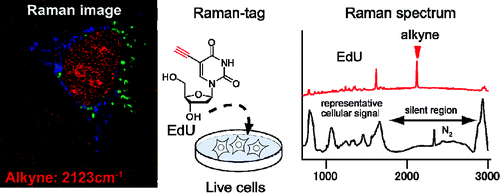 Raman image
Alkyne: 2123cm-1
Raman-tag
O
NH
N
O
HO
O
HO
EdU
Live cells
Raman spectrum
alkyne
EdU
representative
cellular signal
silent region
N2
1000
2000
3000